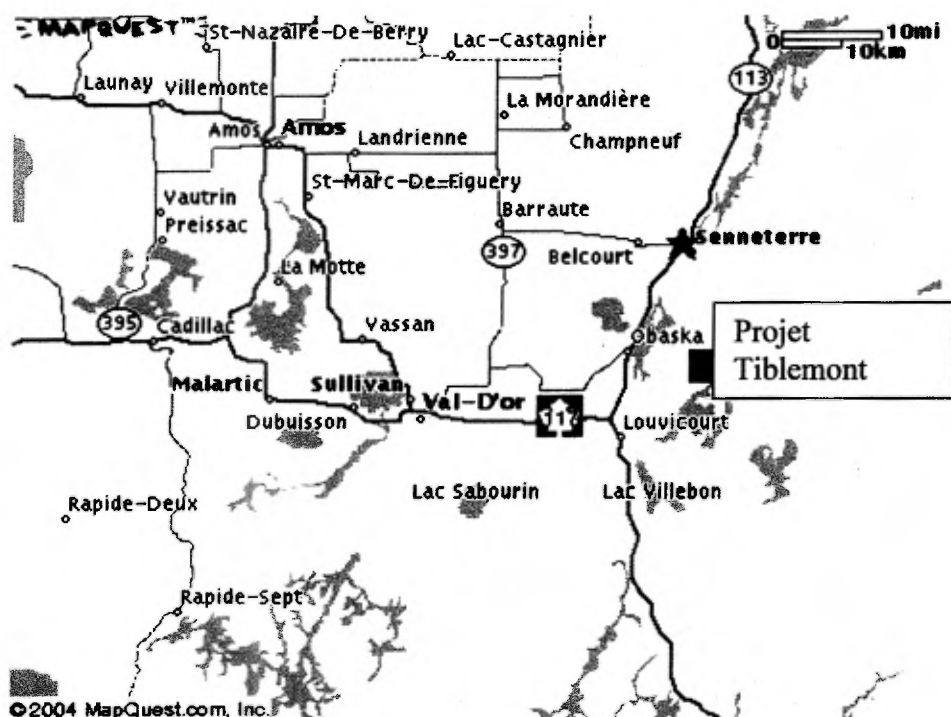 MAPQUEST™
St-Nazaire-De-Berry
Lac-Castagnier
0 10mi
10km
113
Launay
Villemonte
La Morandière
Amos
Amos
Landrienne
Champneuf
St-Marc-De-Figuery
Vautrin
Preissac
Barraute
397
Belcourt
Senneterre
La Motte
395
Cadillac
Vassan
Obaska
Projet
Tiblemont
Malartic
Sullivan
Val-D'or
117
Dubuisson
Louvicourt
Lac Sabourin
Lac Villebon
Rapide-Deux
Rapide-Sept
©2004 MapQuest.com, Inc.